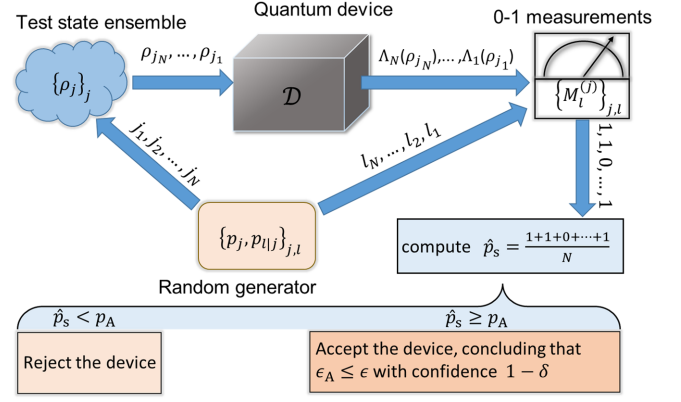 Test state ensemble
Quantum device
0-1 measurements
{ρ_j}_j
ρ_{j_N}, …, ρ_{j_1}
𝒟
Λ_N(ρ_{j_N}),…,Λ_1(ρ_{j_1})
{M_l^{(j)}}_{j,l}
j_1, j_2, …, j_N
l_N, …, l_2, l_1
1, 1, 0, …, 1
{p_j, p_{l|j}}_{j,l}
Random generator
compute p̂_s = (1+1+0+⋯+1)/N
p̂_s < p_A
p̂_s ≥ p_A
Reject the device
Accept the device, concluding that
ϵ_A ≤ ϵ with confidence 1 − δ